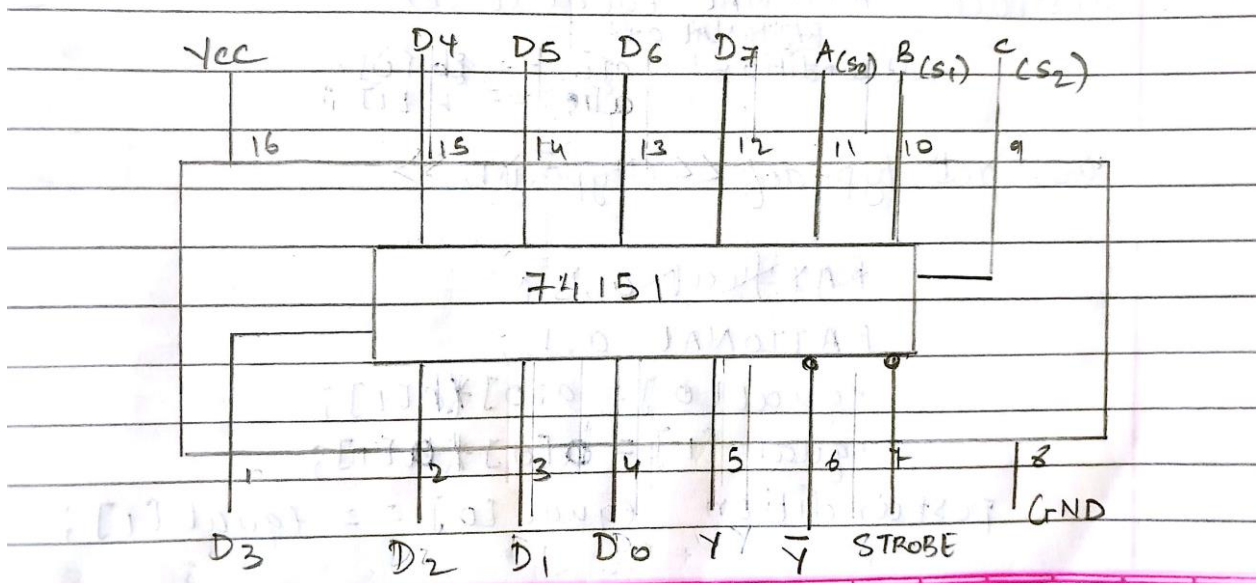 VCC D4 D5 D6 D7 A(S0) B(S1) C(S2)
16 15 14 13 12 11 10 9
74151
1 2 3 4 5 6 7 8
D3 D2 D1 D0 Y Y̅ STROBE GND